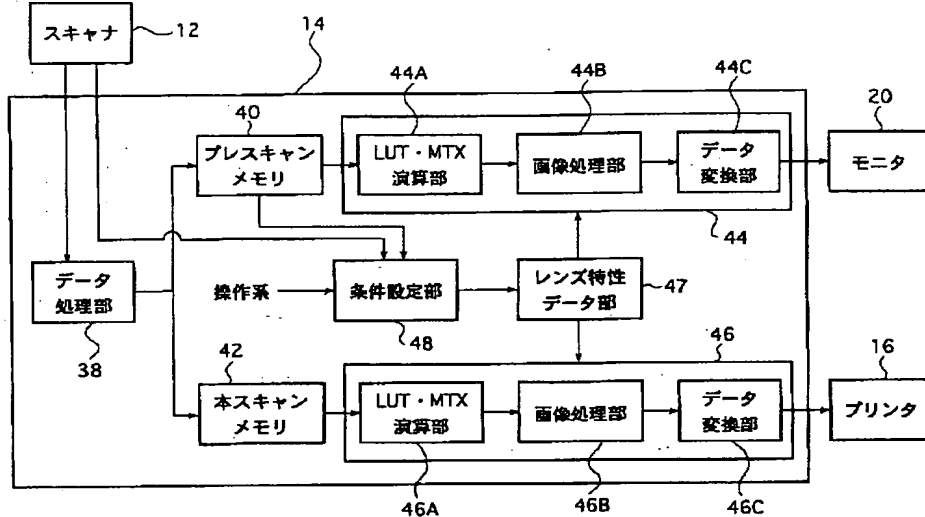 スキャナ
12
14
44A
44B
44C
40
20
プレスキャン
メモリ
LUT・MTX
演算部
画像処理部
データ
変換部
モニタ
44
データ
処理部
38
操作系
条件設定部
48
レンズ特性
データ部
47
46
42
16
本スキャン
メモリ
LUT・MTX
演算部
画像処理部
データ
変換部
プリンタ
46A
46B
46C